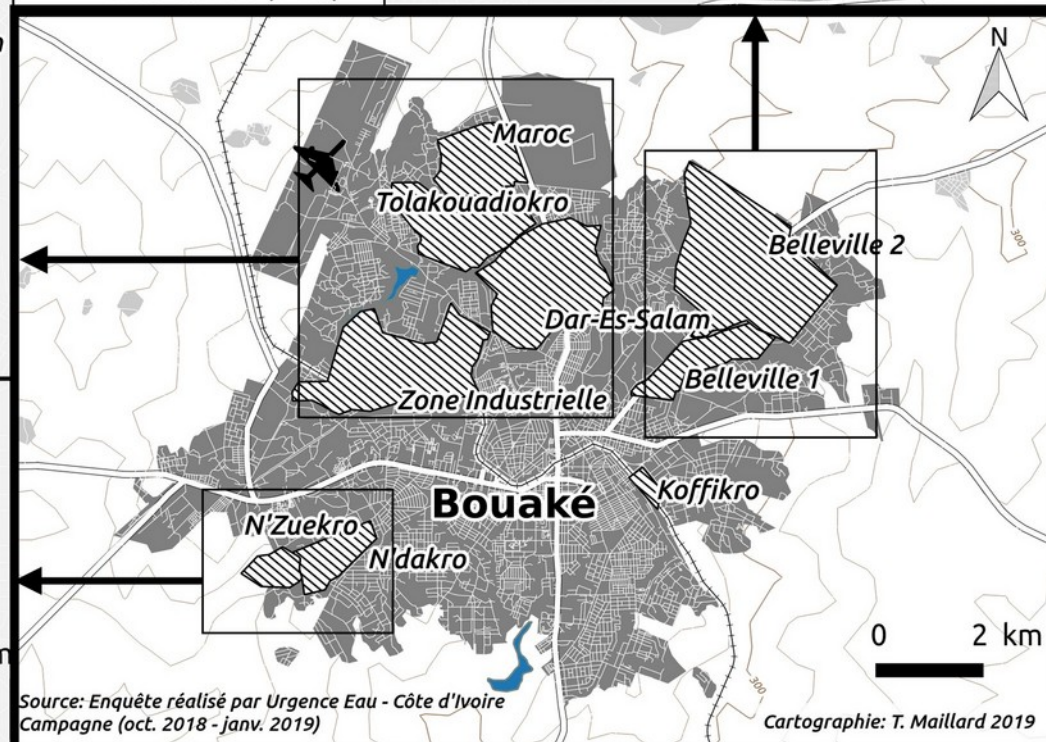 N
Maroc
Tolakouadiokro
Belleville 2
Dar-Es-Salam
Belleville 1
Zone Industrielle
Koffikro
Bouaké
N'Zuekro
N'dakro
300
300
0 2 km
Source: Enquête réalisé par Urgence Eau - Côte d'Ivoire
Campagne (oct. 2018 - janv. 2019)
Cartographie: T. Maillard 2019